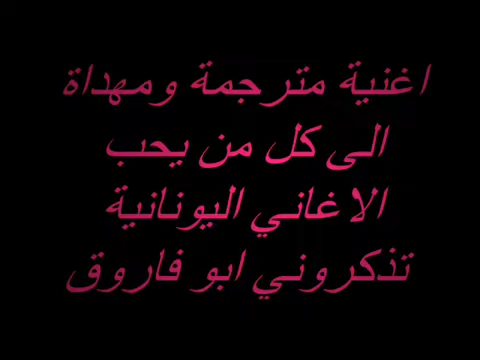 اغنية مترجمة ومهداة
الى كل من يحب
الاغاني اليونانية
تذكروني ابو فاروق